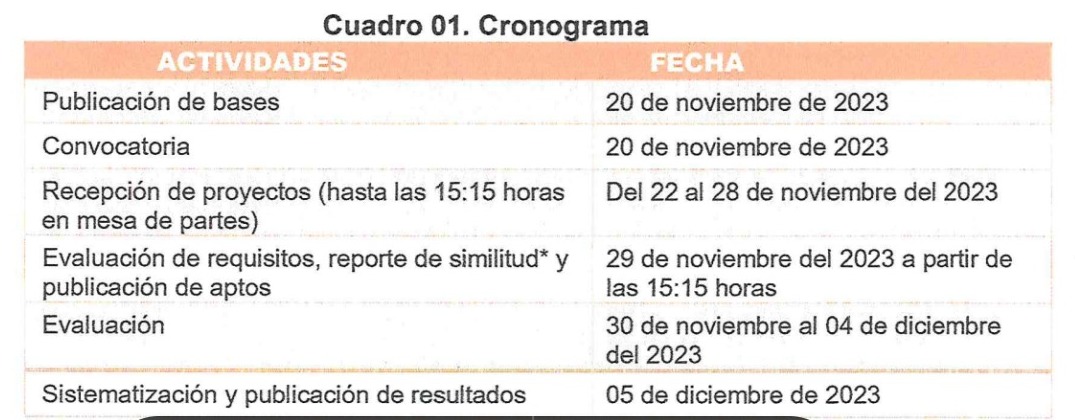 Cuadro 01. Cronograma
ACTIVIDADES FECHA
Publicación de bases 20 de noviembre de 2023
Convocatoria 20 de noviembre de 2023
Recepción de proyectos (hasta las 15:15 horas Del 22 al 28 de noviembre del 2023
en mesa de partes)
Evaluación de requisitos, reporte de similitud* y 29 de noviembre del 2023 a partir de
publicación de aptos las 15:15 horas
Evaluación 30 de noviembre al 04 de diciembre
del 2023
Sistematización y publicación de resultados 05 de diciembre de 2023